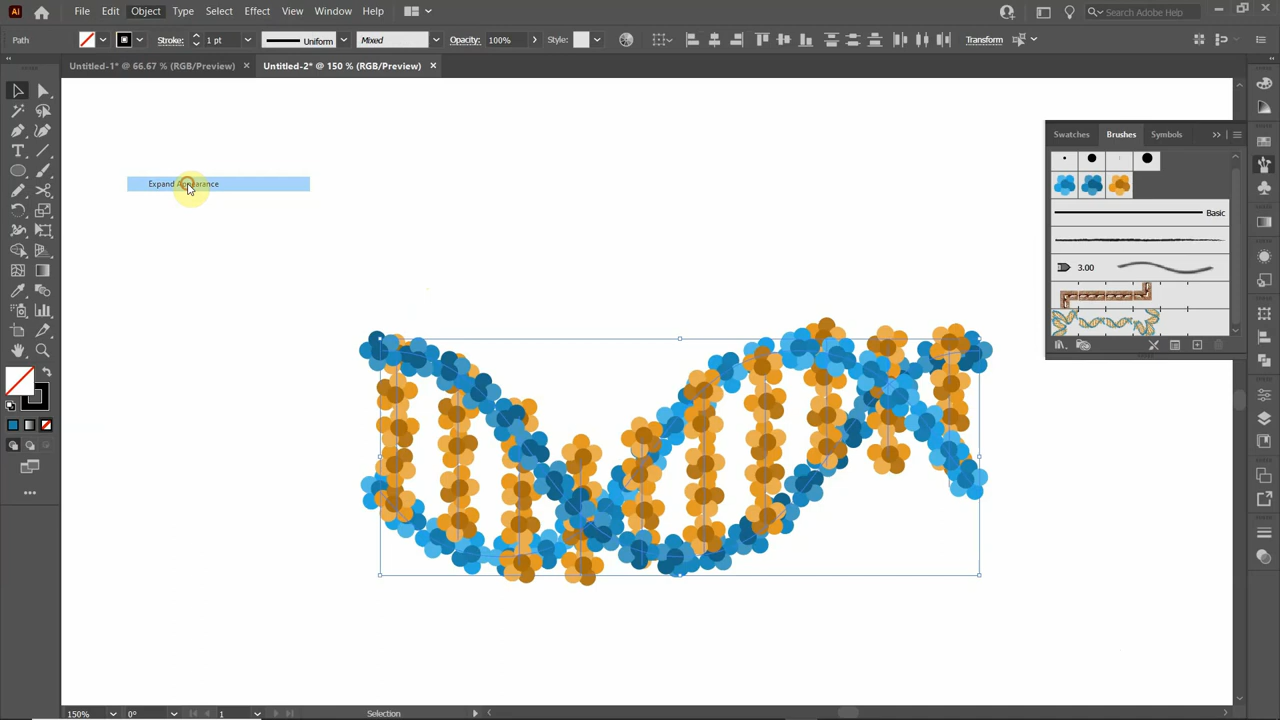 Ai File Edit Object Type Select Effect View Window Help Search Adobe Help
Path Stroke: 1 pt Uniform Mixed Opacity: 100% Style: Transform
Untitled-1* @ 66.67 % (RGB/Preview) × Untitled-2* @ 150 % (RGB/Preview) ×
Swatches Brushes Symbols
Expand Appearance
Basic
3.00
150% 0° 1 Selection